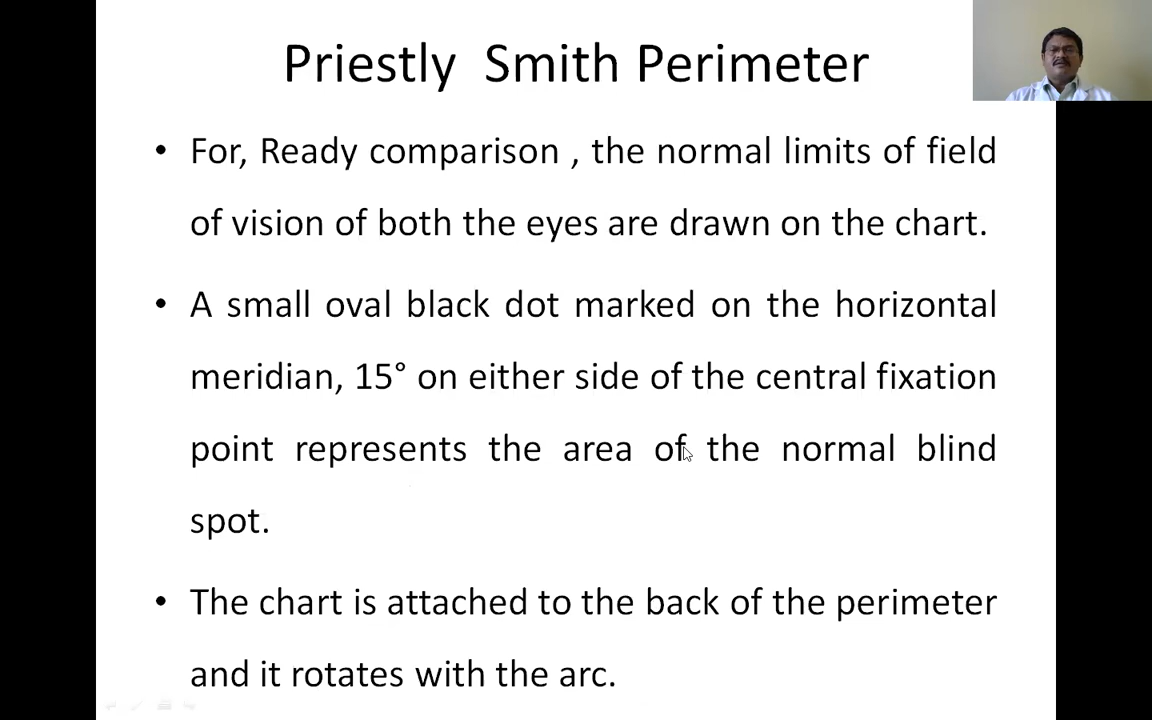 Priestly Smith Perimeter
• For, Ready comparison , the normal limits of field
of vision of both the eyes are drawn on the chart.
• A small oval black dot marked on the horizontal
meridian, 15° on either side of the central fixation
point represents the area of the normal blind
spot.
• The chart is attached to the back of the perimeter
and it rotates with the arc.